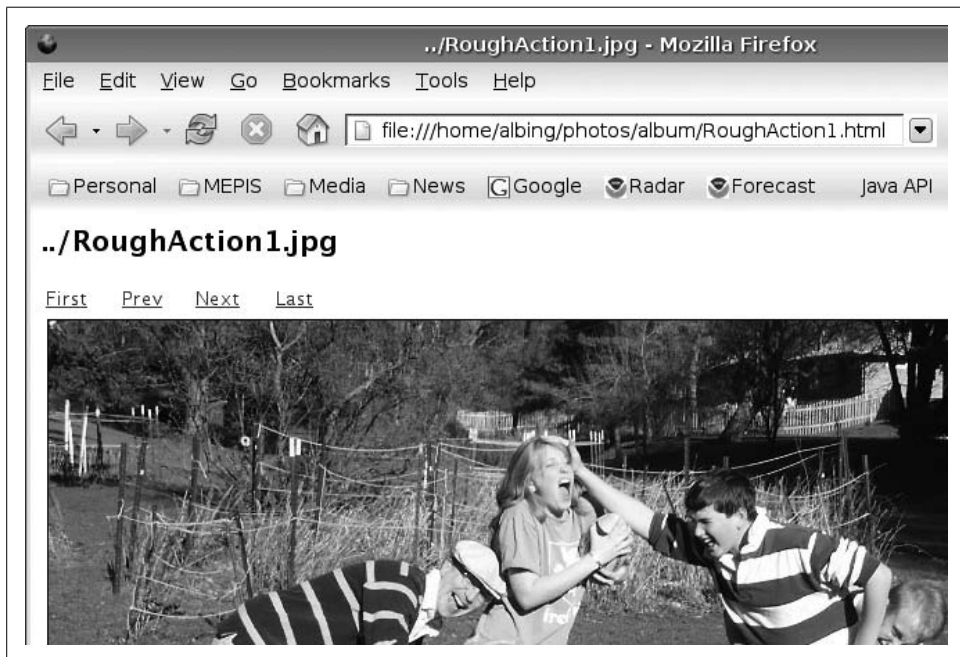 ../RoughAction1.jpg - Mozilla Firefox
File Edit View Go Bookmarks Tools Help
file:///home/albing/photos/album/RoughAction1.html
Personal MEPIS Media News Google Radar Forecast Java API
../RoughAction1.jpg
First Prev Next Last